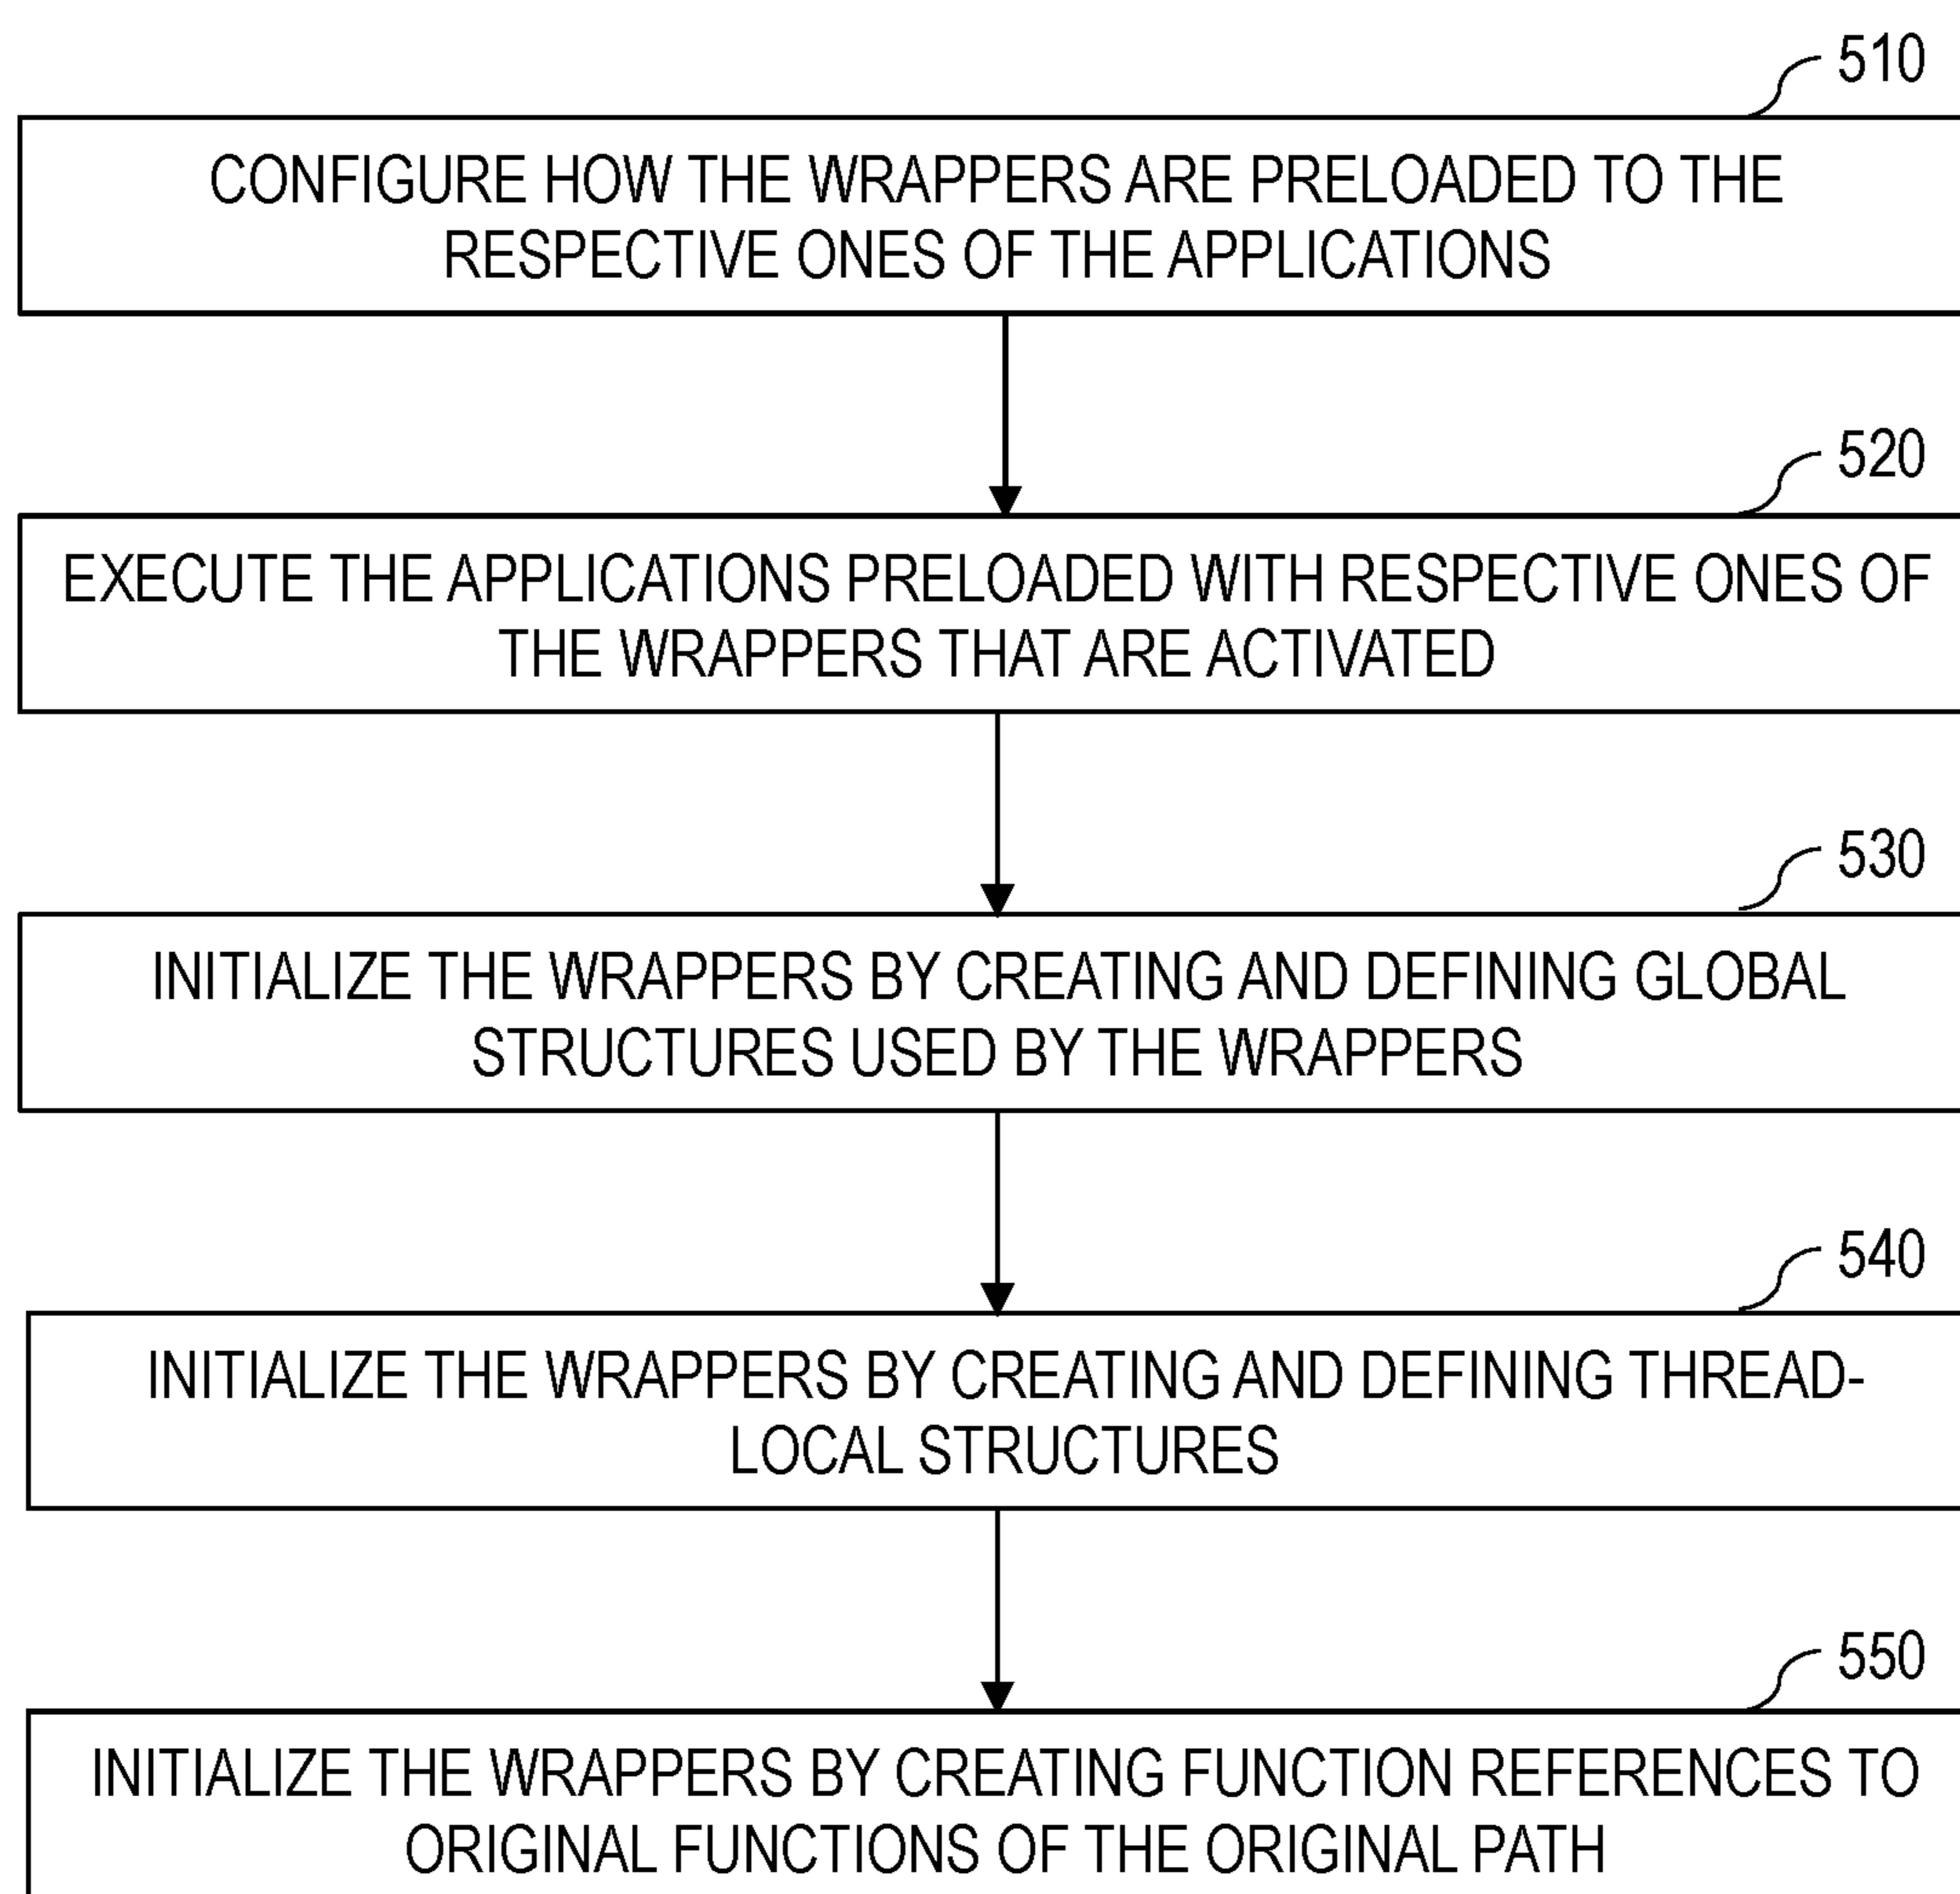 510
CONFIGURE HOW THE WRAPPERS ARE PRELOADED TO THE
RESPECTIVE ONES OF THE APPLICATIONS
520
EXECUTE THE APPLICATIONS PRELOADED WITH RESPECTIVE ONES OF
THE WRAPPERS THAT ARE ACTIVATED
530
INITIALIZE THE WRAPPERS BY CREATING AND DEFINING GLOBAL
STRUCTURES USED BY THE WRAPPERS
540
INITIALIZE THE WRAPPERS BY CREATING AND DEFINING THREAD-
LOCAL STRUCTURES
550
INITIALIZE THE WRAPPERS BY CREATING FUNCTION REFERENCES TO
ORIGINAL FUNCTIONS OF THE ORIGINAL PATH